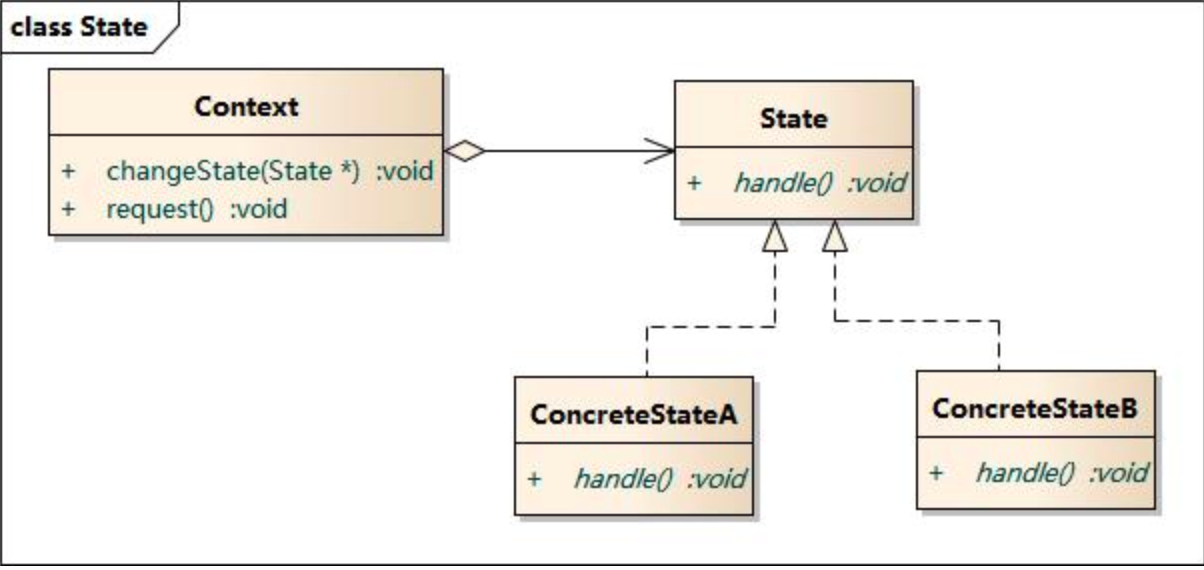 class State
Context
+ changeState(State *) :void
+ request() :void
State
+ handle() :void
ConcreteStateA
+ handle() :void
ConcreteStateB
+ handle() :void